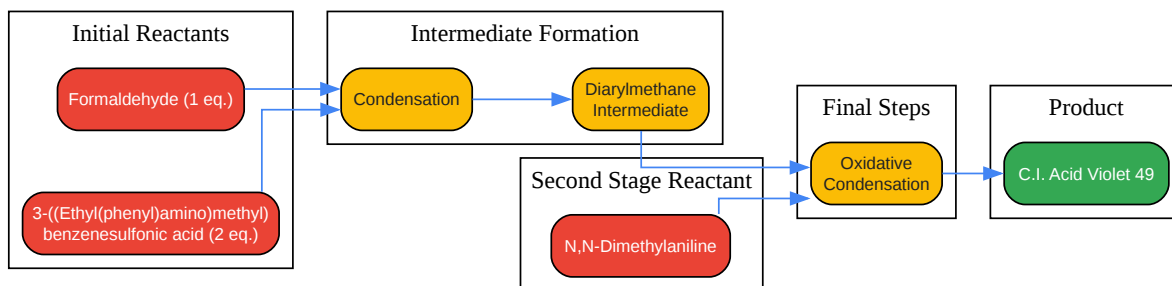 Initial Reactants
Formaldehyde (1 eq.)
3-((Ethyl(phenyl)amino)methyl)
benzenesulfonic acid (2 eq.)
Intermediate Formation
Condensation
Diarylmethane
Intermediate
Second Stage Reactant
N,N-Dimethylaniline
Final Steps
Oxidative
Condensation
Product
C.I. Acid Violet 49